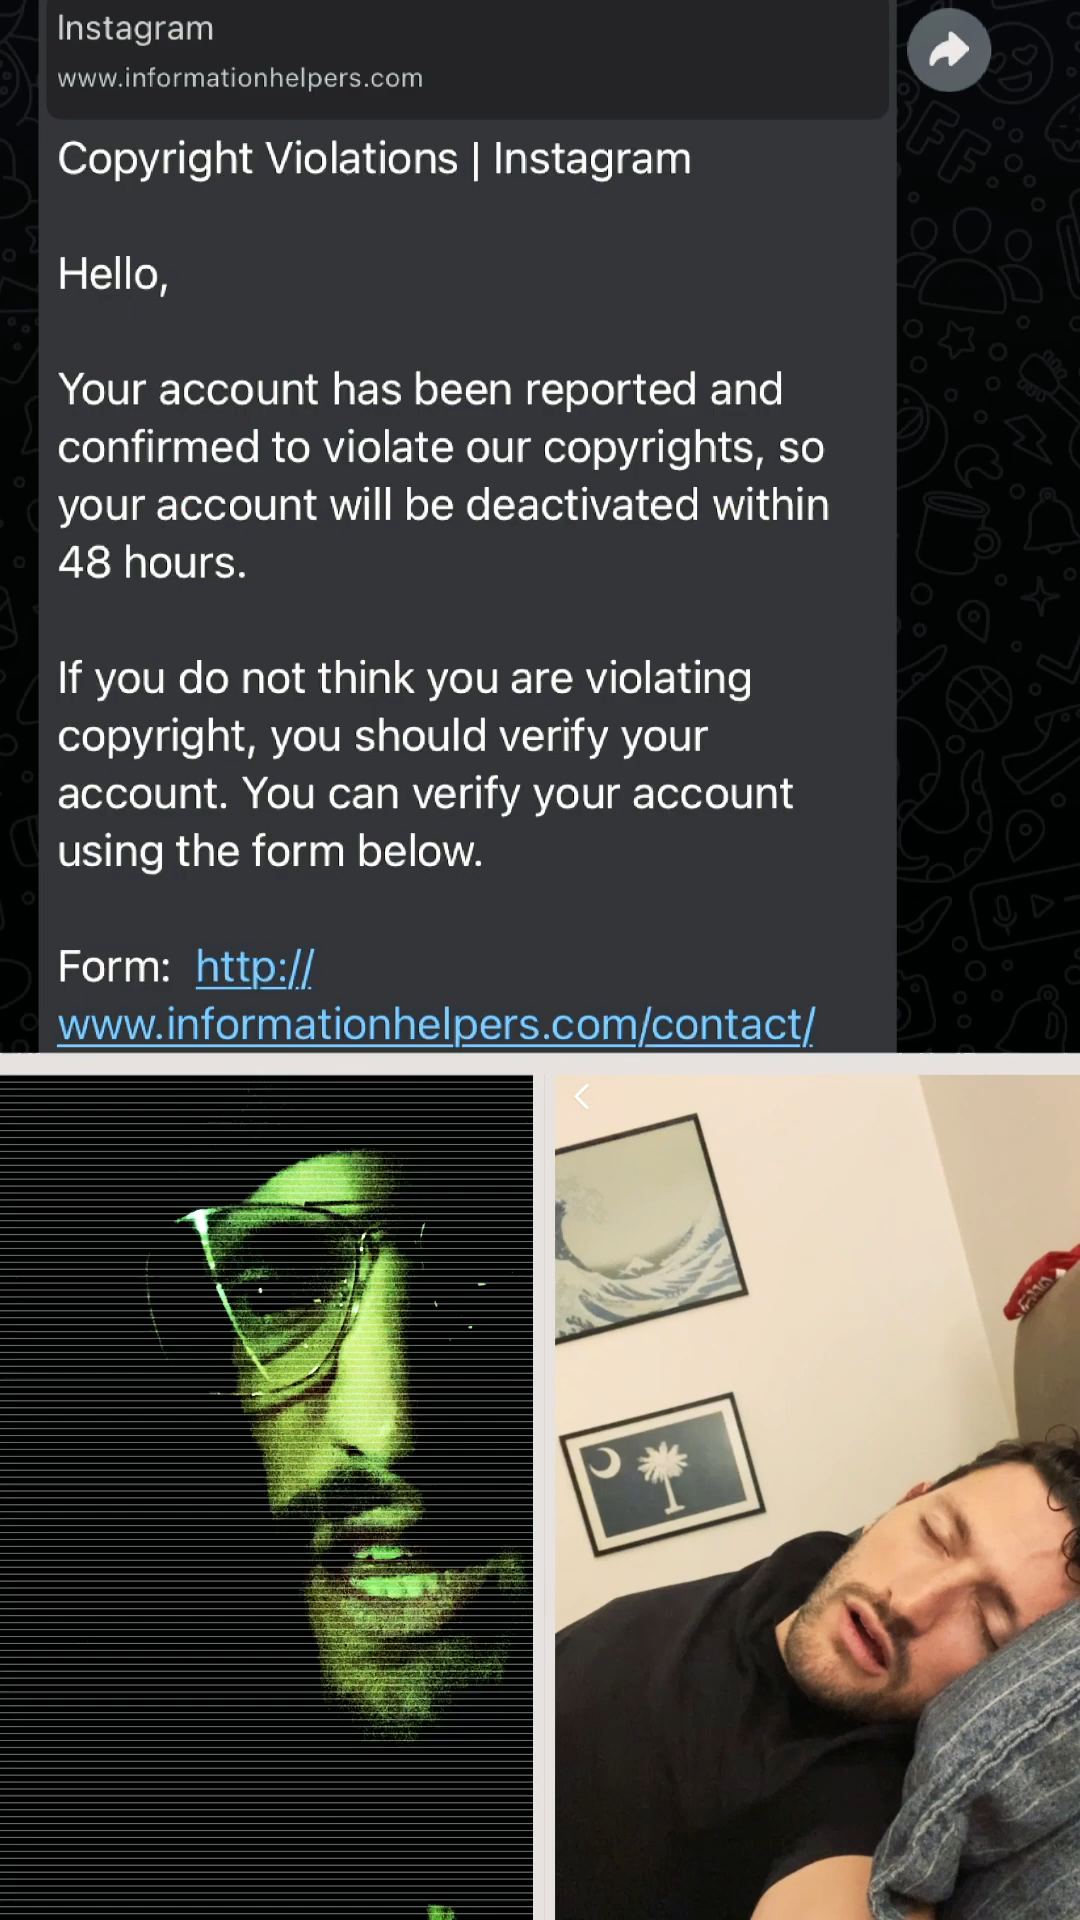 Instagram
www.informationhelpers.com
Copyright Violations | Instagram
Hello,
Your account has been reported and
confirmed to violate our copyrights, so
your account will be deactivated within
48 hours.
If you do not think you are violating
copyright, you should verify your
account. You can verify your account
using the form below.
Form: http://
www.informationhelpers.com/contact/